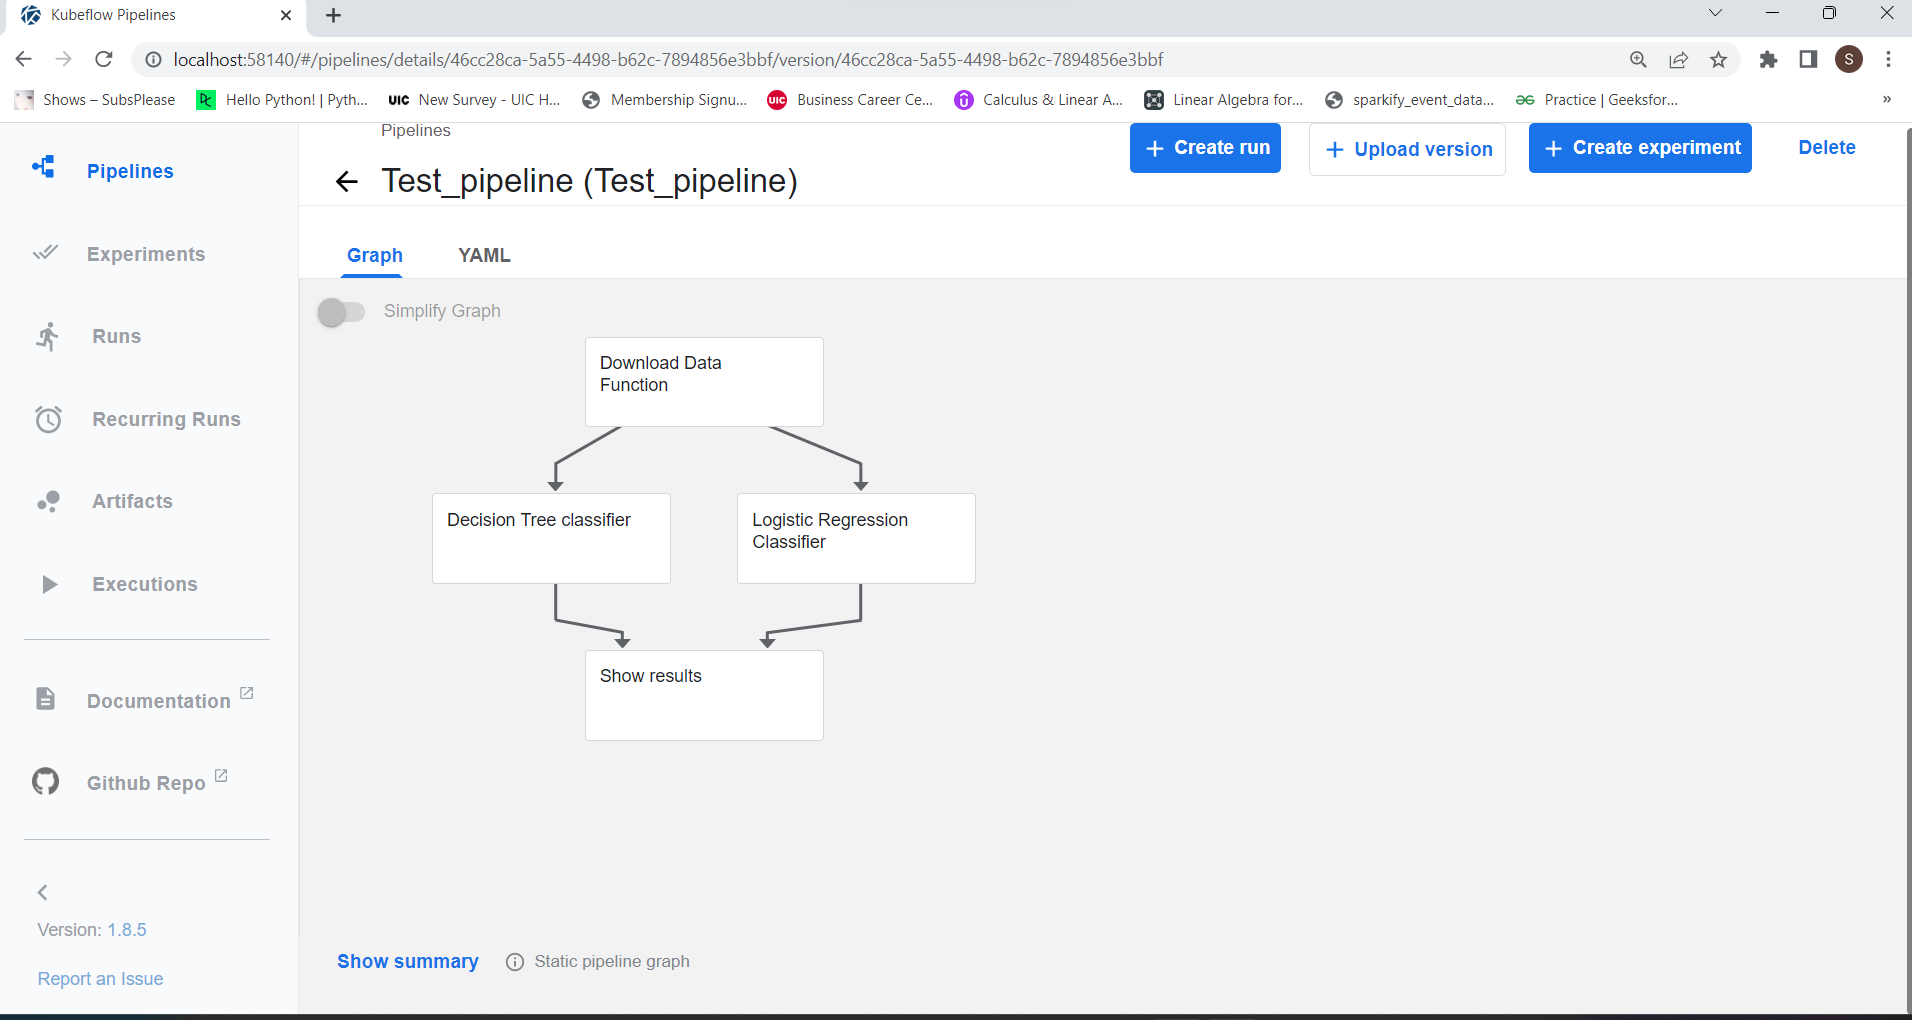 Kubeflow Pipelines
localhost:58140/#/pipelines/details/46cc28ca-5a55-4498-b62c-7894856e3bbf/version/46cc28ca-5a55-4498-b62c-7894856e3bbf
S
Shows – SubsPlease
Hello Python! | Pyth...
UIC New Survey - UIC H...
Membership Signu...
UIC Business Career Ce...
Calculus & Linear A...
Linear Algebra for...
sparkify_event_data...
Practice | Geeksfor...
»
Pipelines
Test_pipeline (Test_pipeline)
+ Create run
+ Upload version
+ Create experiment
Delete
Pipelines
Experiments
Runs
Recurring Runs
Artifacts
Executions
Documentation
Github Repo
Version: 1.8.5
Report an Issue
Graph
YAML
Simplify Graph
Download Data
Function
Decision Tree classifier
Logistic Regression
Classifier
Show results
Show summary
Static pipeline graph